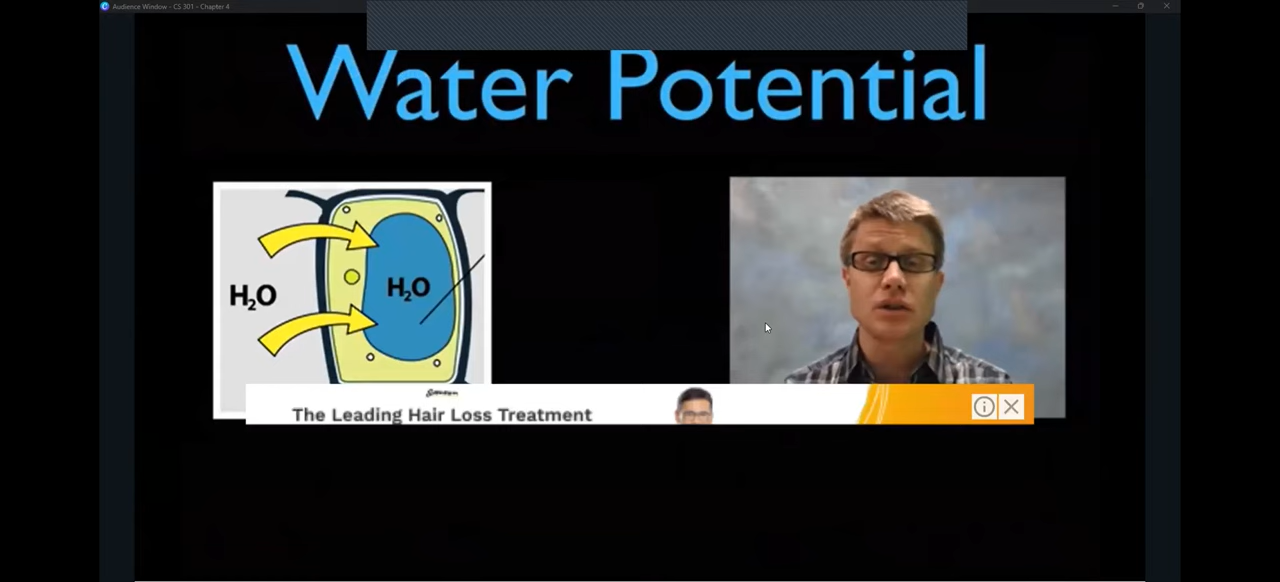 Audience Window - CS 301 - Chapter 4
Water Potential
H₂O
H₂O
The Leading Hair Loss Treatment